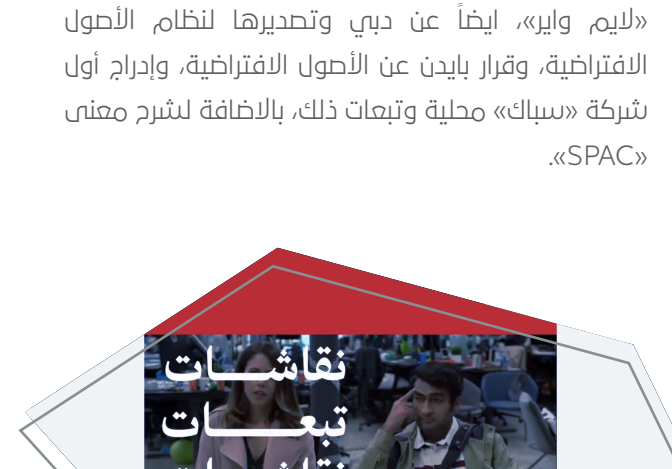 «لايم واير»، ايضاً عن دبي وتصديرها لنظام الأصول
الافتراضية، وقرار بايدن عن الأصول الافتراضية، وإدراج أول
شركة «سباك» محلية وتبعات ذلك، بالاضافة لشرح معنى
«SPAC».
نقاشات
تبعات
نقاشات